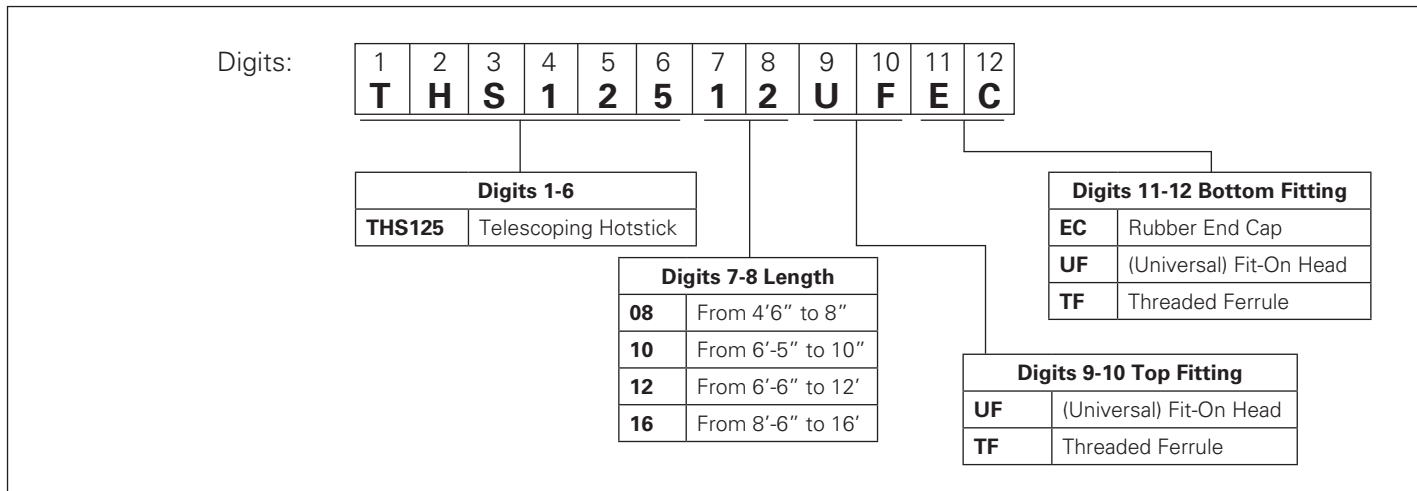 Digits: 1 2 3 4 5 6 7 8 9 10 11 12
T H S 1 2 5 1 2 U F E C
Digits 1-6
THS125 Telescoping Hotstick
Digits 7-8 Length
08 From 4’6” to 8”
10 From 6’-5” to 10”
12 From 6’-6” to 12’
16 From 8’-6” to 16’
Digits 11-12 Bottom Fitting
EC Rubber End Cap
UF (Universal) Fit-On Head
TF Threaded Ferrule
Digits 9-10 Top Fitting
UF (Universal) Fit-On Head
TF Threaded Ferrule